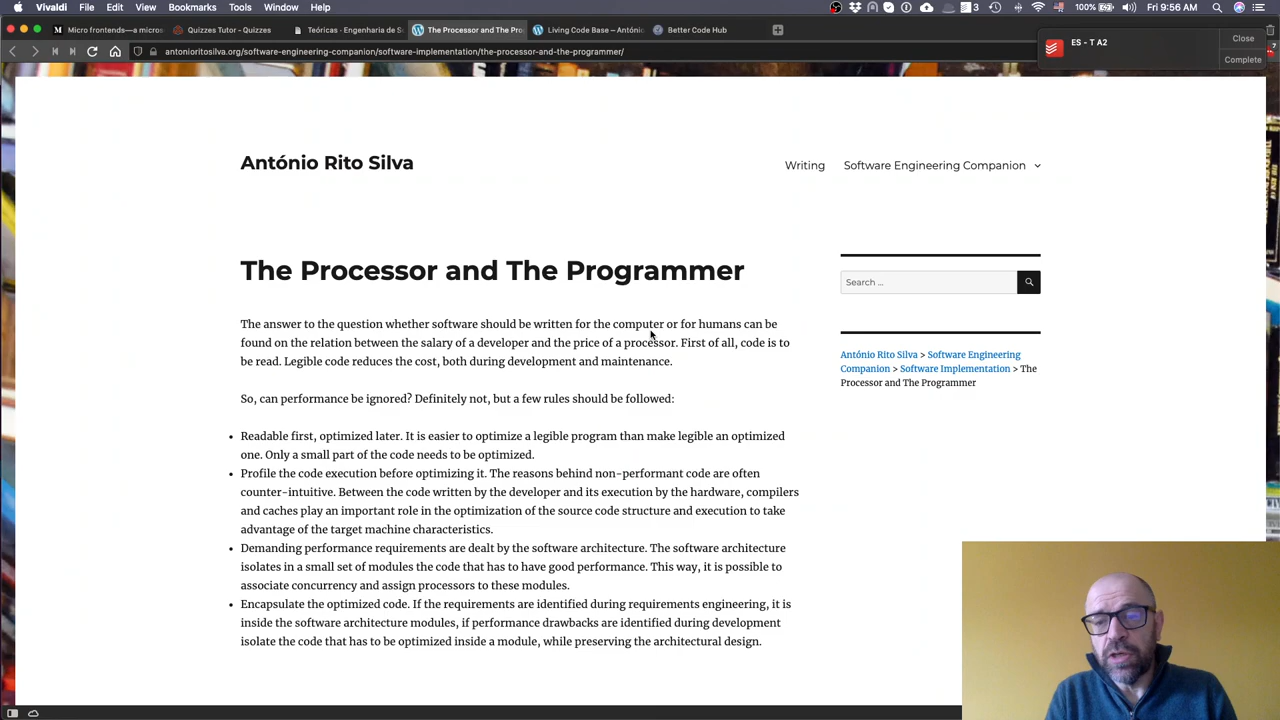 Vivaldi File Edit View Bookmarks Mail Tools Window Help
Micro frontends—a micros
Quizzes Tutor - Quizzes
Teóricas · Engenharia de So
The Processor and The Pro
Living Code Base – Antóni
Better Code Hub
antonioritosilva.org/software-engineering-companion/software-implementation/the-processor-and-the-programmer/
ES - T A2
Close
Complete
António Rito Silva
Writing
Software Engineering Companion
The Processor and The Programmer
The answer to the question whether software should be written for the computer or for humans can be
found on the relation between the salary of a developer and the price of a processor. First of all, code is to
be read. Legible code reduces the cost, both during development and maintenance.
So, can performance be ignored? Definitely not, but a few rules should be followed:
• Readable first, optimized later. It is easier to optimize a legible program than make legible an optimized
one. Only a small part of the code needs to be optimized.
• Profile the code execution before optimizing it. The reasons behind non-performant code are often
counter-intuitive. Between the code written by the developer and its execution by the hardware, compilers
and caches play an important role in the optimization of the source code structure and execution to take
advantage of the target machine characteristics.
• Demanding performance requirements are dealt by the software architecture. The software architecture
isolates in a small set of modules the code that has to have good performance. This way, it is possible to
associate concurrency and assign processors to these modules.
• Encapsulate the optimized code. If the requirements are identified during requirements engineering, it is
inside the software architecture modules, if performance drawbacks are identified during development
isolate the code that has to be optimized inside a module, while preserving the architectural design.
Search …
António Rito Silva > Software Engineering
Companion > Software Implementation > The
Processor and The Programmer